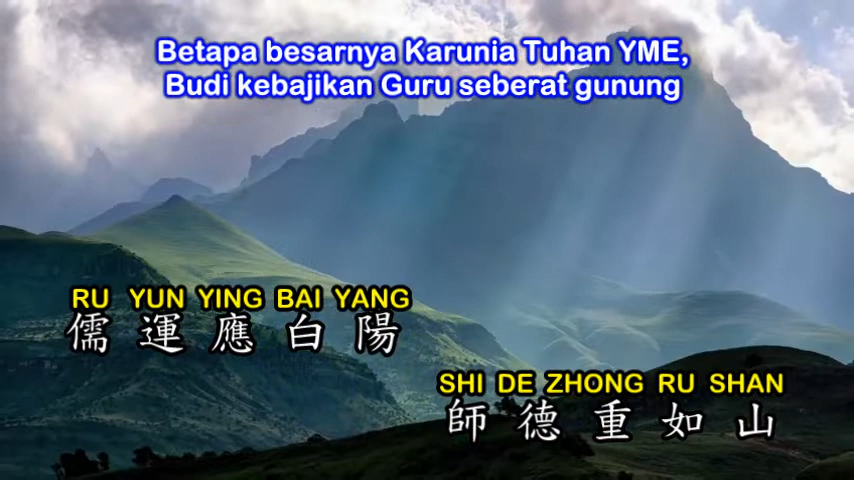 Betapa besarnya Karunia Tuhan YME,
Budi kebajikan Guru seberat gunung
RU YUN YING BAI YANG
儒運應白陽
SHI DE ZHONG RU SHAN
師德重如山